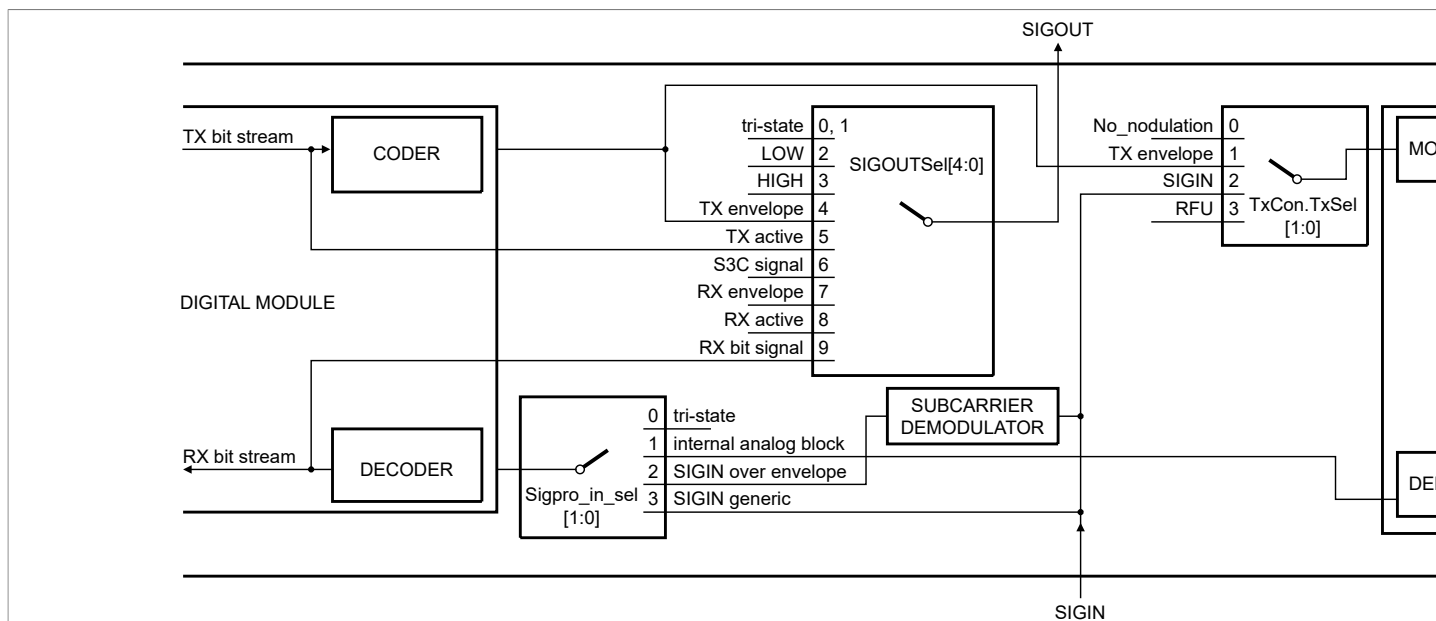 SIGOUT
TX bit stream
CODER
tri-state 0, 1
LOW 2
HIGH 3
TX envelope 4
TX active 5
S3C signal 6
RX envelope 7
RX active 8
RX bit signal 9
SIGOUTSel[4:0]
No_nodulation 0
TX envelope 1
SIGIN 2
RFU 3
TxCon.TxSel
[1:0]
MO
DIGITAL MODULE
RX bit stream
DECODER
Sigpro_in_sel
[1:0]
0 tri-state
1 internal analog block
2 SIGIN over envelope
3 SIGIN generic
SUBCARRIER
DEMODULATOR
SIGIN